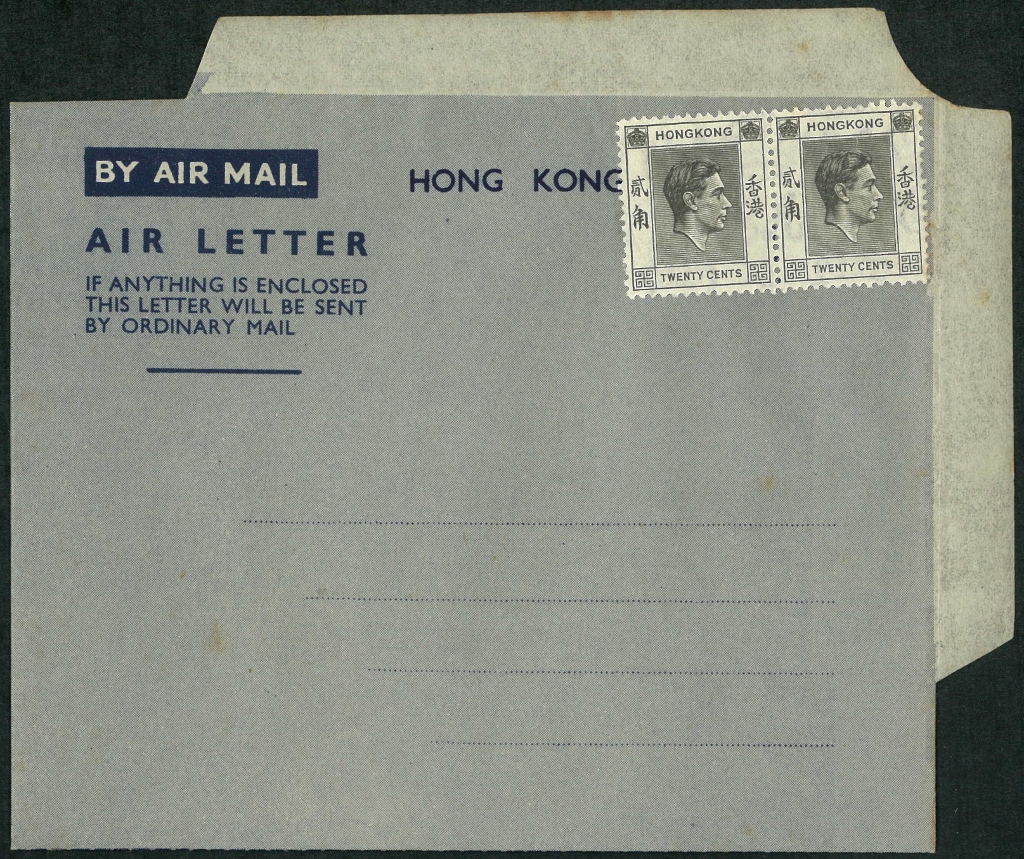 BY AIR MAIL
AIR LETTER
IF ANYTHING IS ENCLOSED
THIS LETTER WILL BE SENT
BY ORDINARY MAIL
HONG KONG
HONGKONG
貳角
香港
TWENTY CENTS
HONGKONG
貳角
香港
TWENTY CENTS